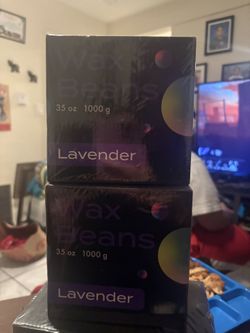 Wax
Beans
35 oz 1000 g
Lavender
Wax
Beans
35 oz 1000 g
Lavender